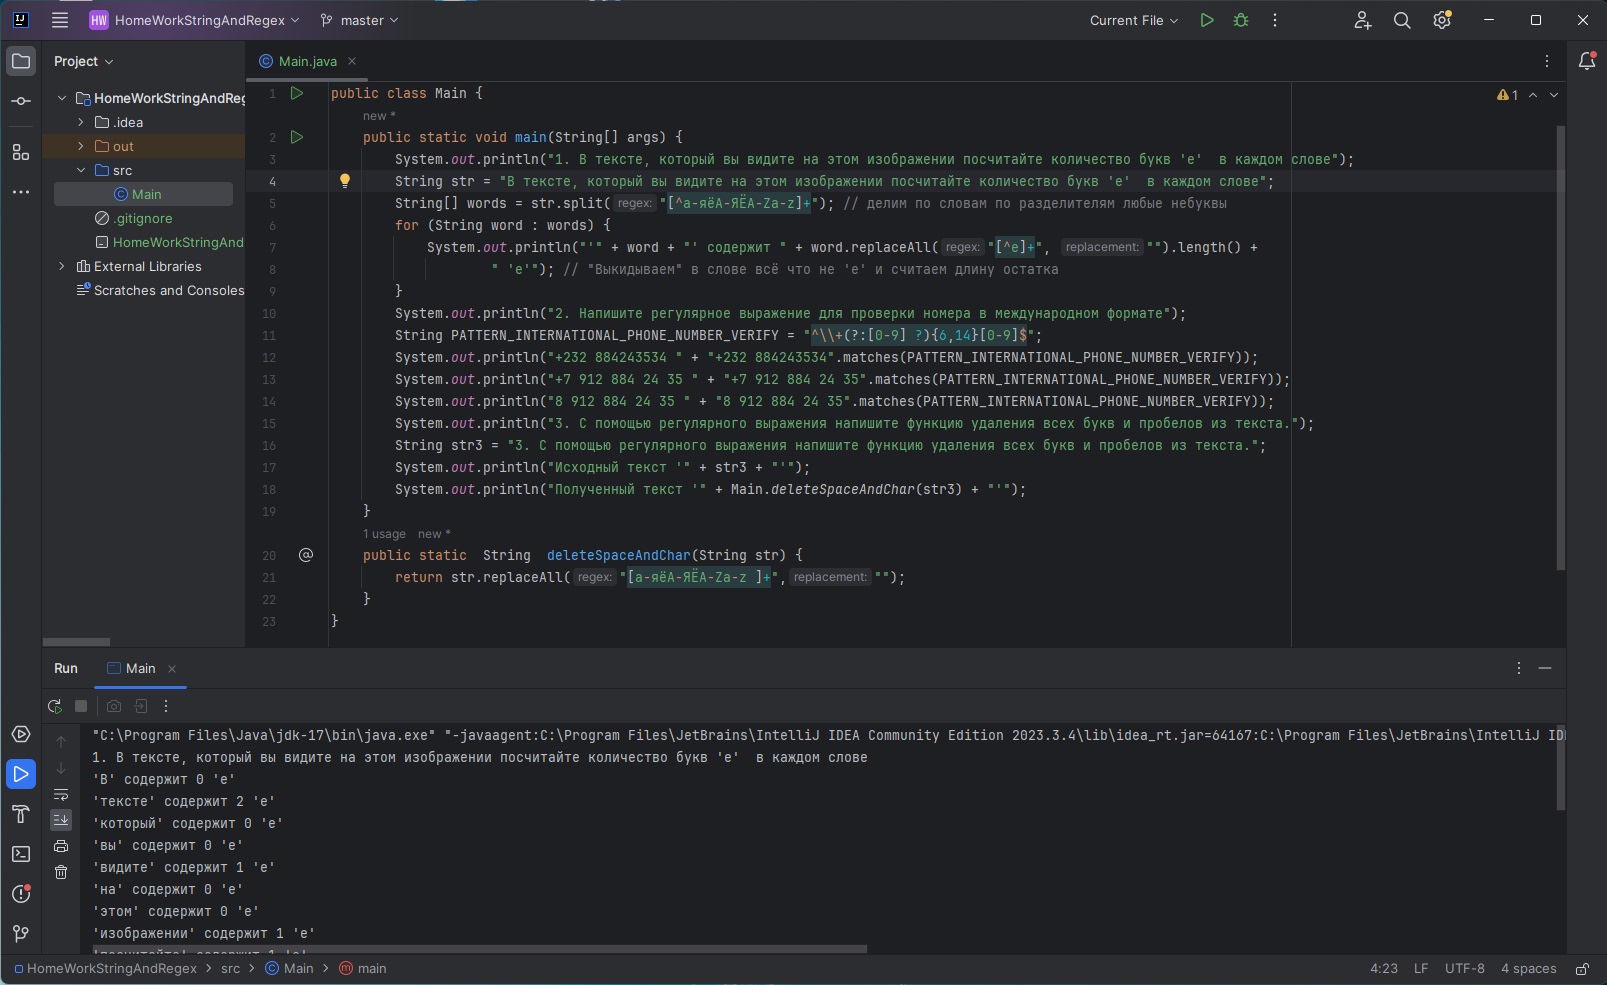 HW HomeWorkStringAndRegex master Current File
Project
Main.java
HomeWorkStringAndReg
.idea
out
src
Main
.gitignore
HomeWorkStringAnd
External Libraries
Scratches and Consoles
1 public class Main {
new *
2 public static void main(String[] args) {
3 System.out.println("1. В тексте, который вы видите на этом изображении посчитайте количество букв 'е'  в каждом слове");
4 String str = "В тексте, который вы видите на этом изображении посчитайте количество букв 'е'  в каждом слове";
5 String[] words = str.split( regex: "[^а-яёА-ЯЁA-Za-z]+"); // делим по словам по разделителям любые небуквы
6 for (String word : words) {
7 System.out.println("'" + word + "' содержит " + word.replaceAll( regex: "[^е]+", replacement: "").length() +
8 " 'е'"); // "Выкидываем" в слове всё что не 'е' и считаем длину остатка
9 }
10 System.out.println("2. Напишите регулярное выражение для проверки номера в международном формате");
11 String PATTERN_INTERNATIONAL_PHONE_NUMBER_VERIFY = "^\\+(?:[0-9] ?){6,14}[0-9]$";
12 System.out.println("+232 884243534 " + "+232 884243534".matches(PATTERN_INTERNATIONAL_PHONE_NUMBER_VERIFY));
13 System.out.println("+7 912 884 24 35 " + "+7 912 884 24 35".matches(PATTERN_INTERNATIONAL_PHONE_NUMBER_VERIFY));
14 System.out.println("8 912 884 24 35 " + "8 912 884 24 35".matches(PATTERN_INTERNATIONAL_PHONE_NUMBER_VERIFY));
15 System.out.println("3. С помощью регулярного выражения напишите функцию удаления всех букв и пробелов из текста.");
16 String str3 = "3. С помощью регулярного выражения напишите функцию удаления всех букв и пробелов из текста.";
17 System.out.println("Исходный текст '" + str3 + "'");
18 System.out.println("Полученный текст '" + Main.deleteSpaceAndChar(str3) + "'");
19 }
1 usage new *
20 public static  String  deleteSpaceAndChar(String str) {
21 return str.replaceAll( regex: "[а-яёА-ЯЁA-Za-z ]+", replacement: "");
22 }
23 }
1
Run Main
"C:\Program Files\Java\jdk-17\bin\java.exe" "-javaagent:C:\Program Files\JetBrains\IntelliJ IDEA Community Edition 2023.3.4\lib\idea_rt.jar=64167:C:\Program Files\JetBrains\IntelliJ IDE
1. В тексте, который вы видите на этом изображении посчитайте количество букв 'е'  в каждом слове
'В' содержит 0 'е'
'тексте' содержит 2 'е'
'который' содержит 0 'е'
'вы' содержит 0 'е'
'видите' содержит 1 'е'
'на' содержит 0 'е'
'этом' содержит 0 'е'
'изображении' содержит 1 'е'
'посчитайте' содержит 1 'е'
HomeWorkStringAndRegex > src > Main > main 4:23 LF UTF-8 4 spaces